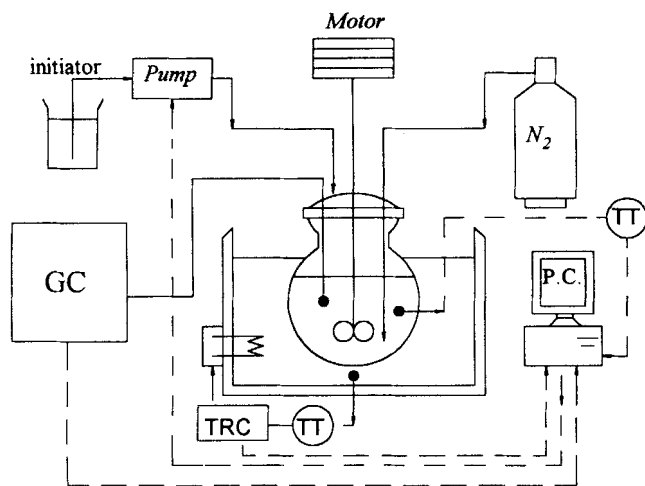 Motor
initiator
Pump
N2
TT
GC
P.C.
TRC
TT